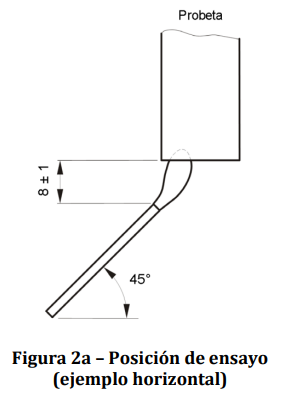 Probeta
8 ± 1
45°
Figura 2a – Posición de ensayo
(ejemplo horizontal)